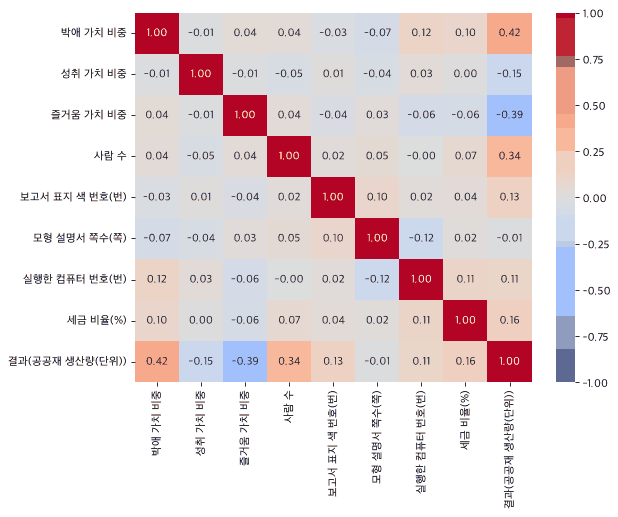 박애 가치 비중 1.00 -0.01 0.04 0.04 -0.03 -0.07 0.12 0.10 0.42
성취 가치 비중 -0.01 1.00 -0.01 -0.05 0.01 -0.04 0.03 0.00 -0.15
즐거움 가치 비중 0.04 -0.01 1.00 0.04 -0.04 0.03 -0.06 -0.06 -0.39
사람 수 0.04 -0.05 0.04 1.00 0.02 0.05 -0.00 0.07 0.34
보고서 표지 색 번호(번) -0.03 0.01 -0.04 0.02 1.00 0.10 0.02 0.04 0.13
모형 설명서 쪽수(쪽) -0.07 -0.04 0.03 0.05 0.10 1.00 -0.12 0.02 -0.01
실행한 컴퓨터 번호(번) 0.12 0.03 -0.06 -0.00 0.02 -0.12 1.00 0.11 0.11
세금 비율(%) 0.10 0.00 -0.06 0.07 0.04 0.02 0.11 1.00 0.16
결과(공공재 생산량(단위)) 0.42 -0.15 -0.39 0.34 0.13 -0.01 0.11 0.16 1.00
박애 가치 비중
성취 가치 비중
즐거움 가치 비중
사람 수
보고서 표지 색 번호(번)
모형 설명서 쪽수(쪽)
실행한 컴퓨터 번호(번)
세금 비율(%)
결과(공공재 생산량(단위))
1.00
0.75
0.50
0.25
0.00
-0.25
-0.50
-0.75
-1.00